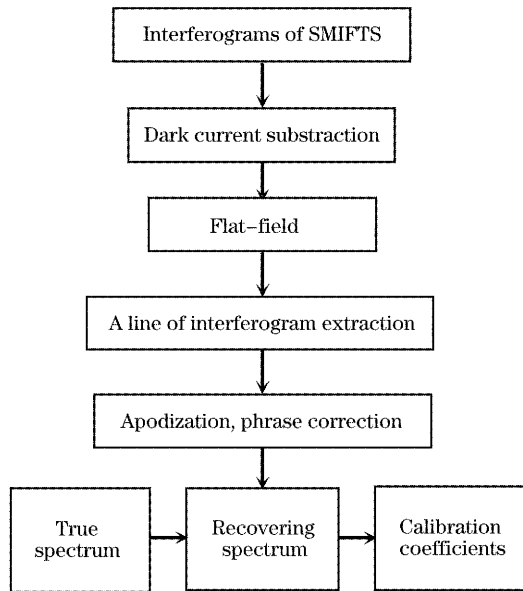 Interferograms of SMIFTS
Dark current substraction
Flat-field
A line of interferogram extraction
Apodization, phrase correction
True
spectrum
Recovering
spectrum
Calibration
coefficients